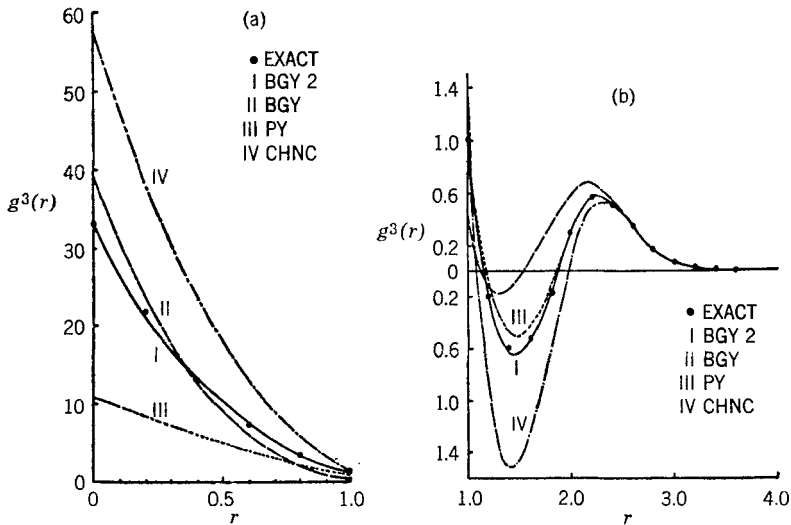 (a)
60
50
40
30
20
10
0
g³(r)
• EXACT
I BGY 2
II BGY
III PY
IV CHNC
IV
II
I
III
0
0.5
1.0
r
(b)
1.4
1.0
0.6
0.2
0
0.2
0.6
1.0
1.4
g³(r)
III
I
IV
• EXACT
I BGY 2
II BGY
III PY
IV CHNC
1.0
2.0
3.0
4.0
r